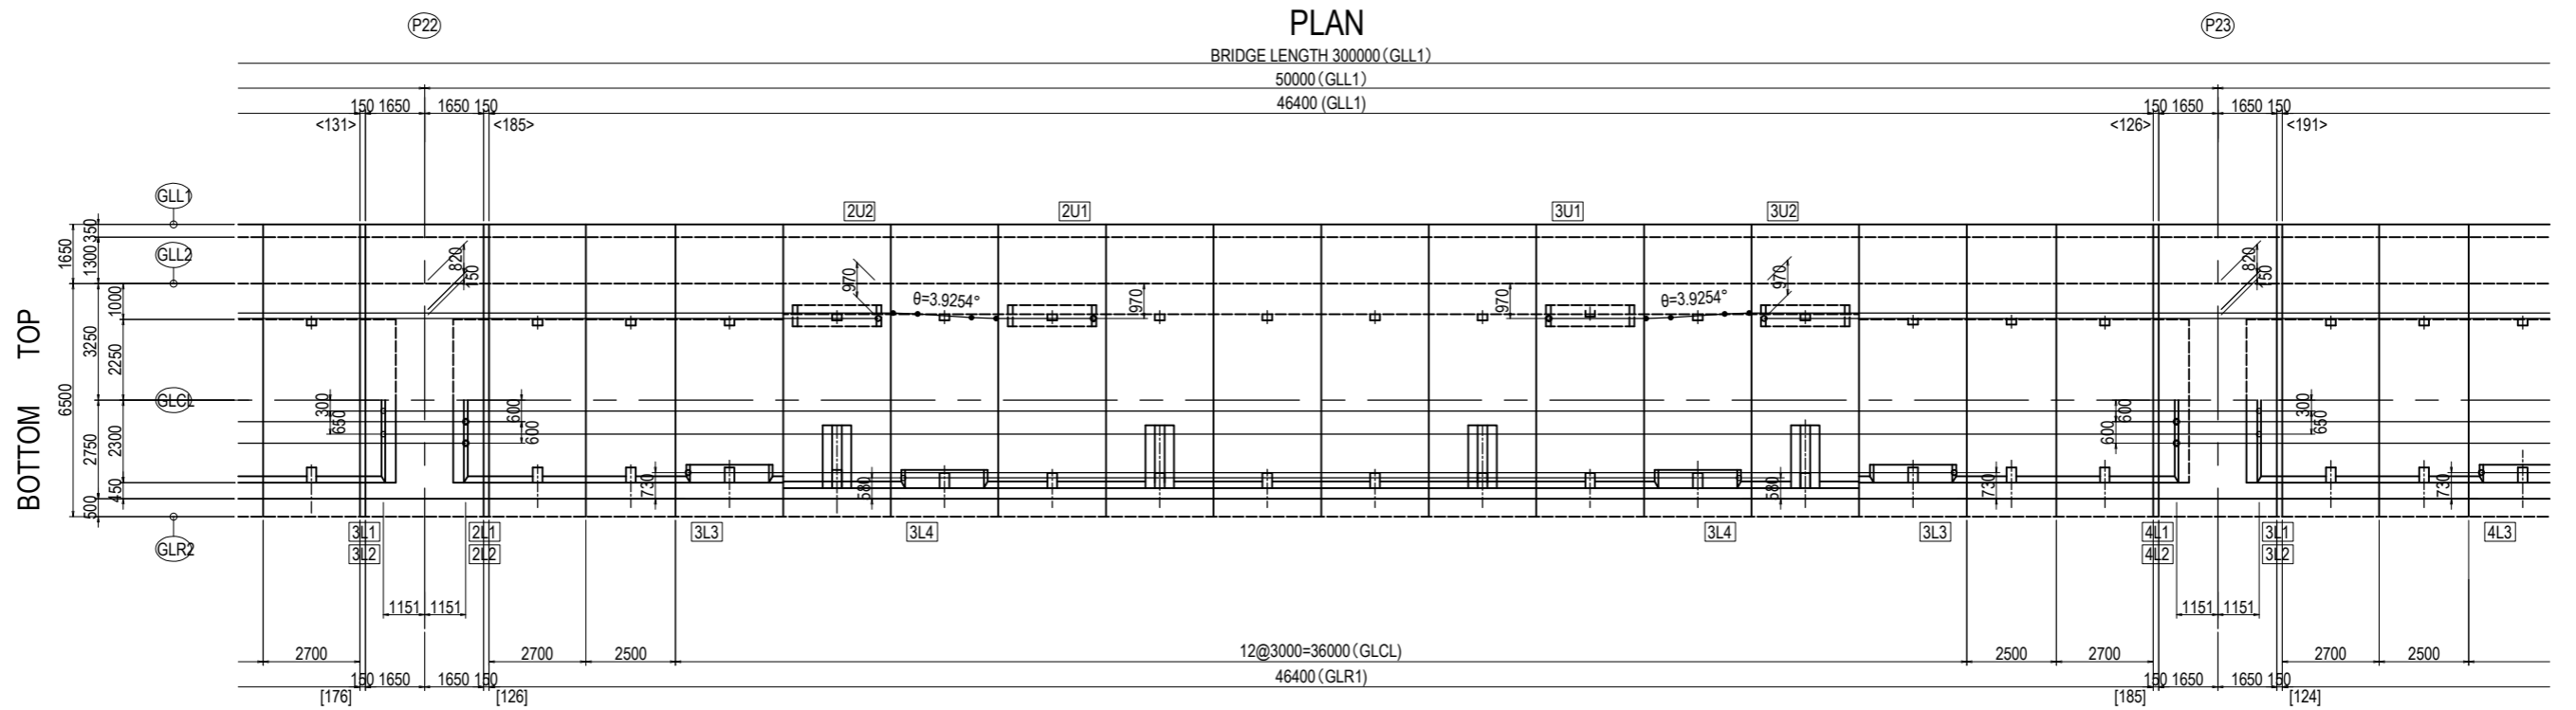 PLAN
P22
P23
BRIDGE LENGTH 300000(GLL1)
50000(GLL1)
150 1650 1650 150
46400 (GLL1)
150 1650 1650 150
<131>
<185>
<126>
<191>
GLL1
GLL2
GLCL
GLR2
TOP
BOTTOM
1650
350
1300
1000
3250
2250
6500
300
650
2750
2300
450
500
820
150
600
600
2U2
2U1
3U1
3U2
970
θ=3.9254°
970
970
θ=3.9254°
970
820
150
600
600
300
650
730
580
580
730
730
3L1
3L2
2L1
2L2
3L3
3L4
3L4
3L3
4L1
4L2
3L1
3L2
4L3
1151 1151
1151 1151
2700
2700
2500
12@3000=36000(GLCL)
2500
2700
2700
2500
150 1650 1650 150
46400(GLR1)
150 1650 1650 150
[176]
[126]
[185]
[124]